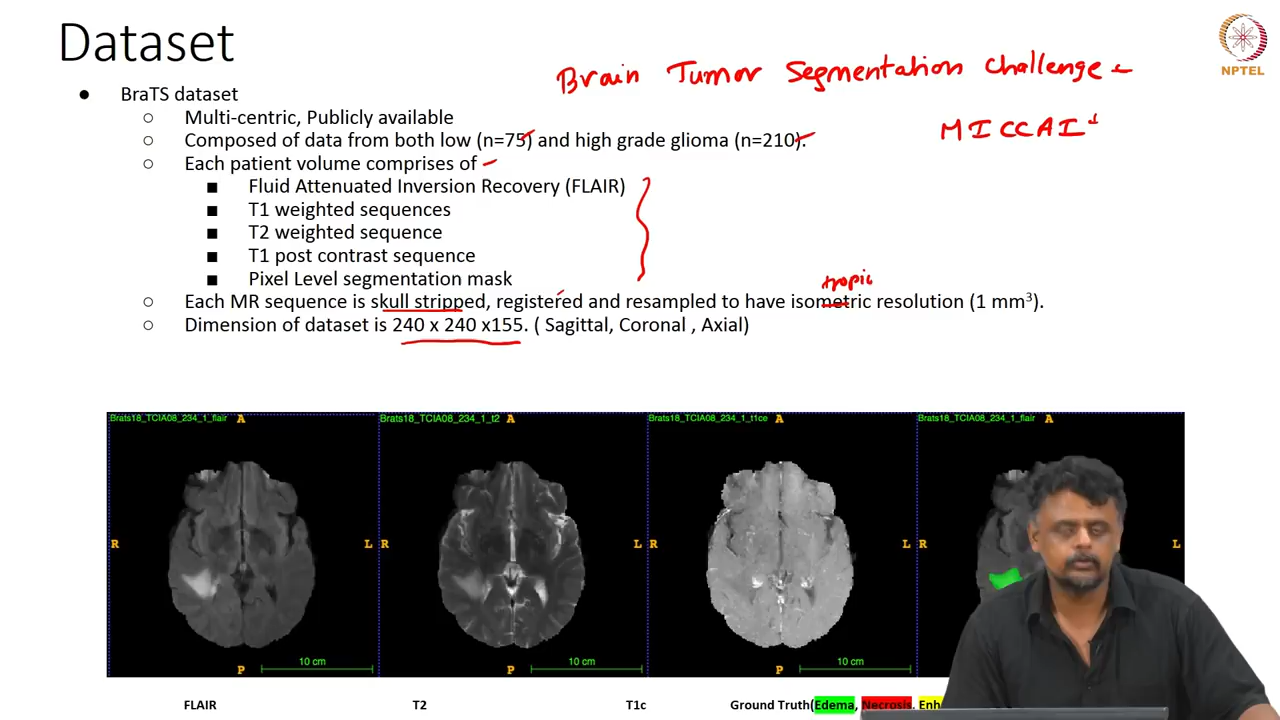 Dataset
Brain Tumor Segmentation Challenge
NPTEL
● BraTS dataset
○ Multi-centric, Publicly available
MICCAI
○ Composed of data from both low (n=75) and high grade glioma (n=210).
○ Each patient volume comprises of
■ Fluid Attenuated Inversion Recovery (FLAIR)
■ T1 weighted sequences
■ T2 weighted sequence
■ T1 post contrast sequence
■ Pixel Level segmentation mask
tropic
○ Each MR sequence is skull stripped, registered and resampled to have isometric resolution (1 mm³).
○ Dimension of dataset is 240 x 240 x155. ( Sagittal, Coronal , Axial)
Brats18_TCIA08_234_1_flair A
Brats18_TCIA08_234_1_t2 A
Brats18_TCIA08_234_1_t1ce A
Brats18_TCIA08_234_1_flair A
R L R L R L R L
10 cm 10 cm 10 cm
P P P
FLAIR T2 T1c Ground Truth(Edema, Necrosis,